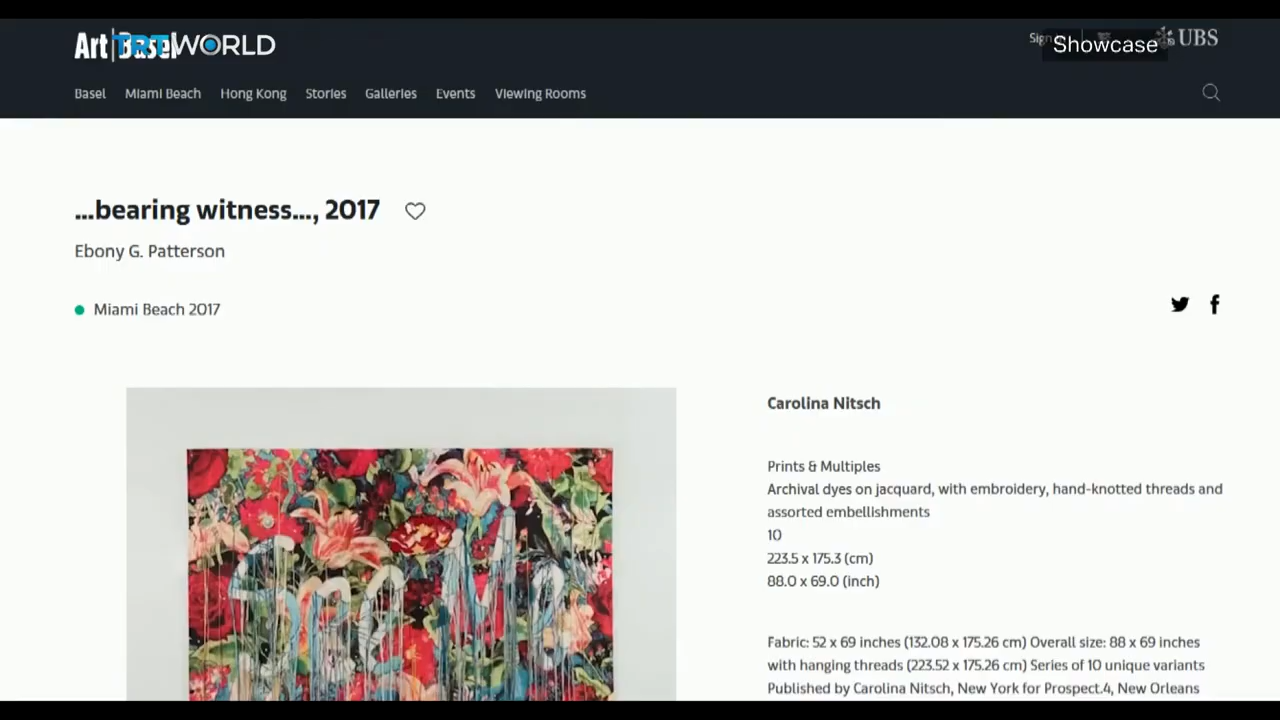 Art Basel
TRT WORLD
Sign
Showcase
UBS
Basel Miami Beach Hong Kong Stories Galleries Events Viewing Rooms
...bearing witness..., 2017
Ebony G. Patterson
Miami Beach 2017
Carolina Nitsch
Prints & Multiples
Archival dyes on jacquard, with embroidery, hand-knotted threads and
assorted embellishments
10
223.5 x 175.3 (cm)
88.0 x 69.0 (inch)
Fabric: 52 x 69 inches (132.08 x 175.26 cm) Overall size: 88 x 69 inches
with hanging threads (223.52 x 175.26 cm) Series of 10 unique variants
Published by Carolina Nitsch, New York for Prospect.4, New Orleans